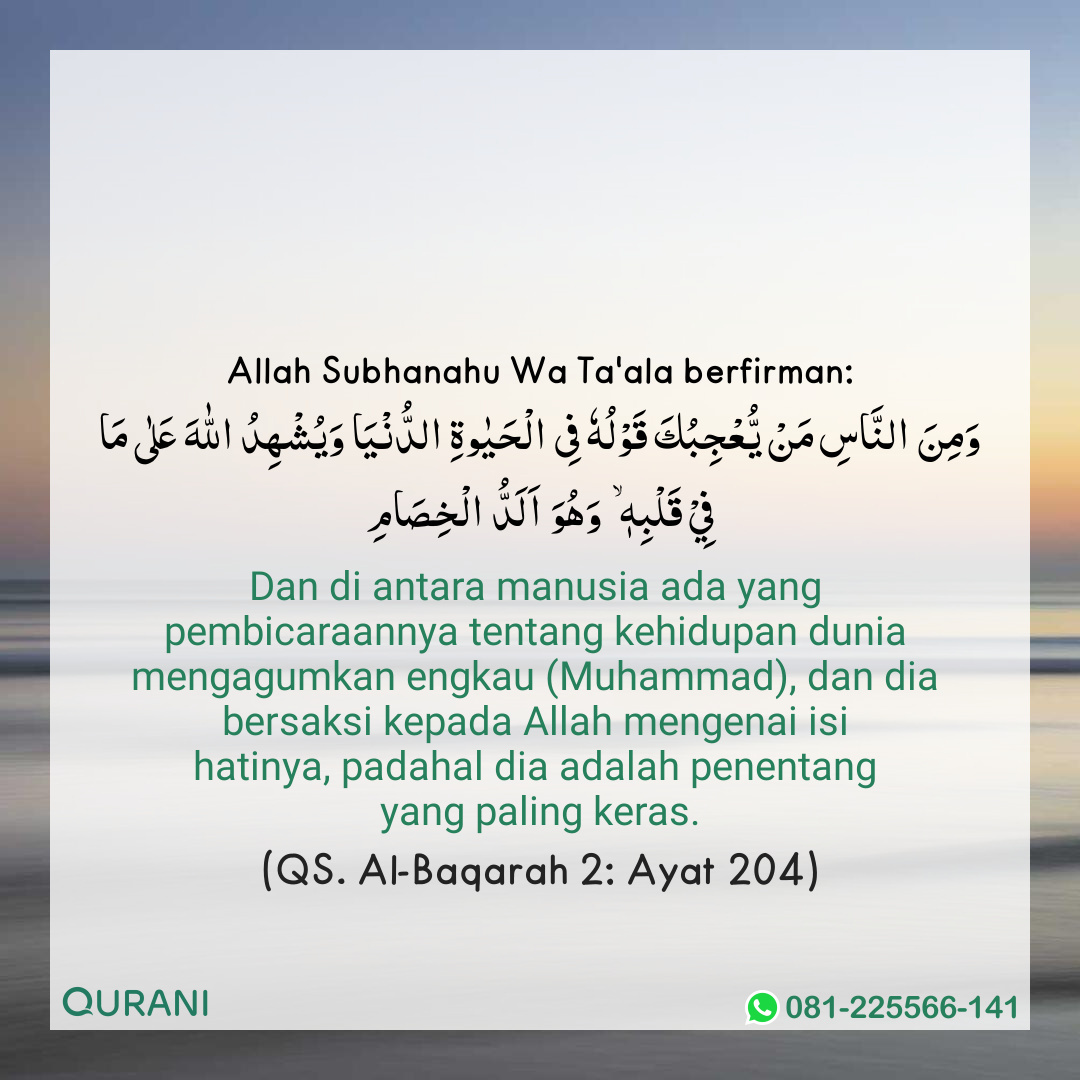 Allah Subhanahu Wa Ta'ala berfirman:
وَمِنَ النَّاسِ مَنْ يُّعْجِبُكَ قَوْلُهٗ فِى الْحَيٰوةِ الدُّنْيَا وَيُشْهِدُ اللّٰهَ عَلٰى مَا
فِيْ قَلْبِهٖ ۙ وَهُوَ اَلَدُّ الْخِصَامِ
Dan di antara manusia ada yang
pembicaraannya tentang kehidupan dunia
mengagumkan engkau (Muhammad), dan dia
bersaksi kepada Allah mengenai isi
hatinya, padahal dia adalah penentang
yang paling keras.
(QS. Al-Baqarah 2: Ayat 204)
QURANI
081-225566-141